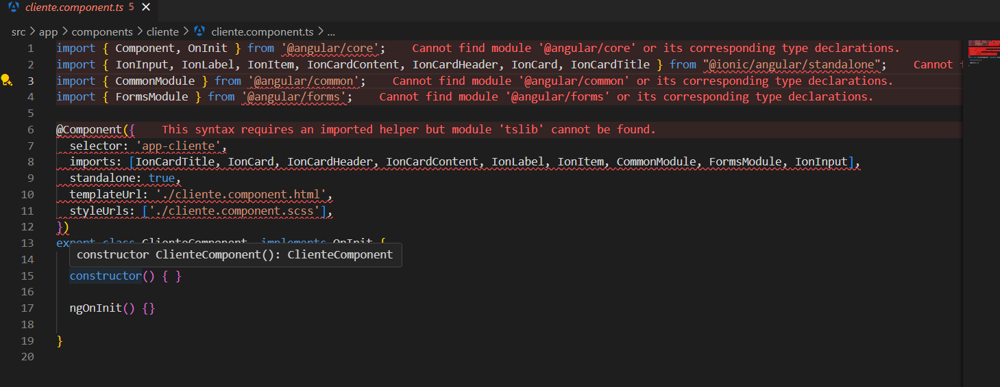 cliente.component.ts 5
src > app > components > cliente > cliente.component.ts > ...
1 import { Component, OnInit } from '@angular/core'; Cannot find module '@angular/core' or its corresponding type declarations.
2 import { IonInput, IonLabel, IonItem, IonCardContent, IonCardHeader, IonCard, IonCardTitle } from "@ionic/angular/standalone"; Cannot
3 import { CommonModule } from '@angular/common'; Cannot find module '@angular/common' or its corresponding type declarations.
4 import { FormsModule } from '@angular/forms'; Cannot find module '@angular/forms' or its corresponding type declarations.
5
6 @Component({ This syntax requires an imported helper but module 'tslib' cannot be found.
7 selector: 'app-cliente',
8 imports: [IonCardTitle, IonCard, IonCardHeader, IonCardContent, IonLabel, IonItem, CommonModule, FormsModule, IonInput],
9 standalone: true,
10 templateUrl: './cliente.component.html',
11 styleUrls: ['./cliente.component.scss'],
12 })
13 export class ClienteComponent implements OnInit {
constructor ClienteComponent(): ClienteComponent
14
15 constructor() { }
16
17 ngOnInit() {}
18
19 }
20